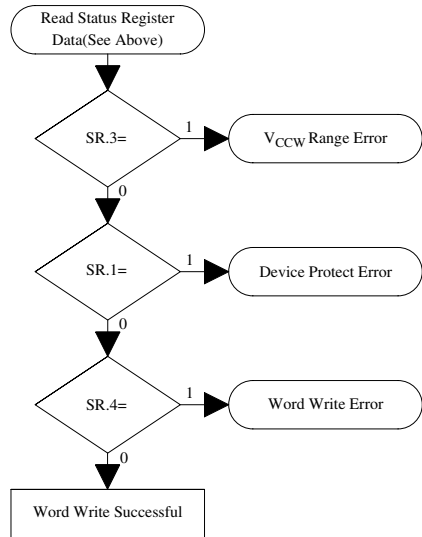 Read Status Register
Data(See Above)
SR.3=
1
VCCW Range Error
0
SR.1=
1
Device Protect Error
0
SR.4=
1
Word Write Error
0
Word Write Successful